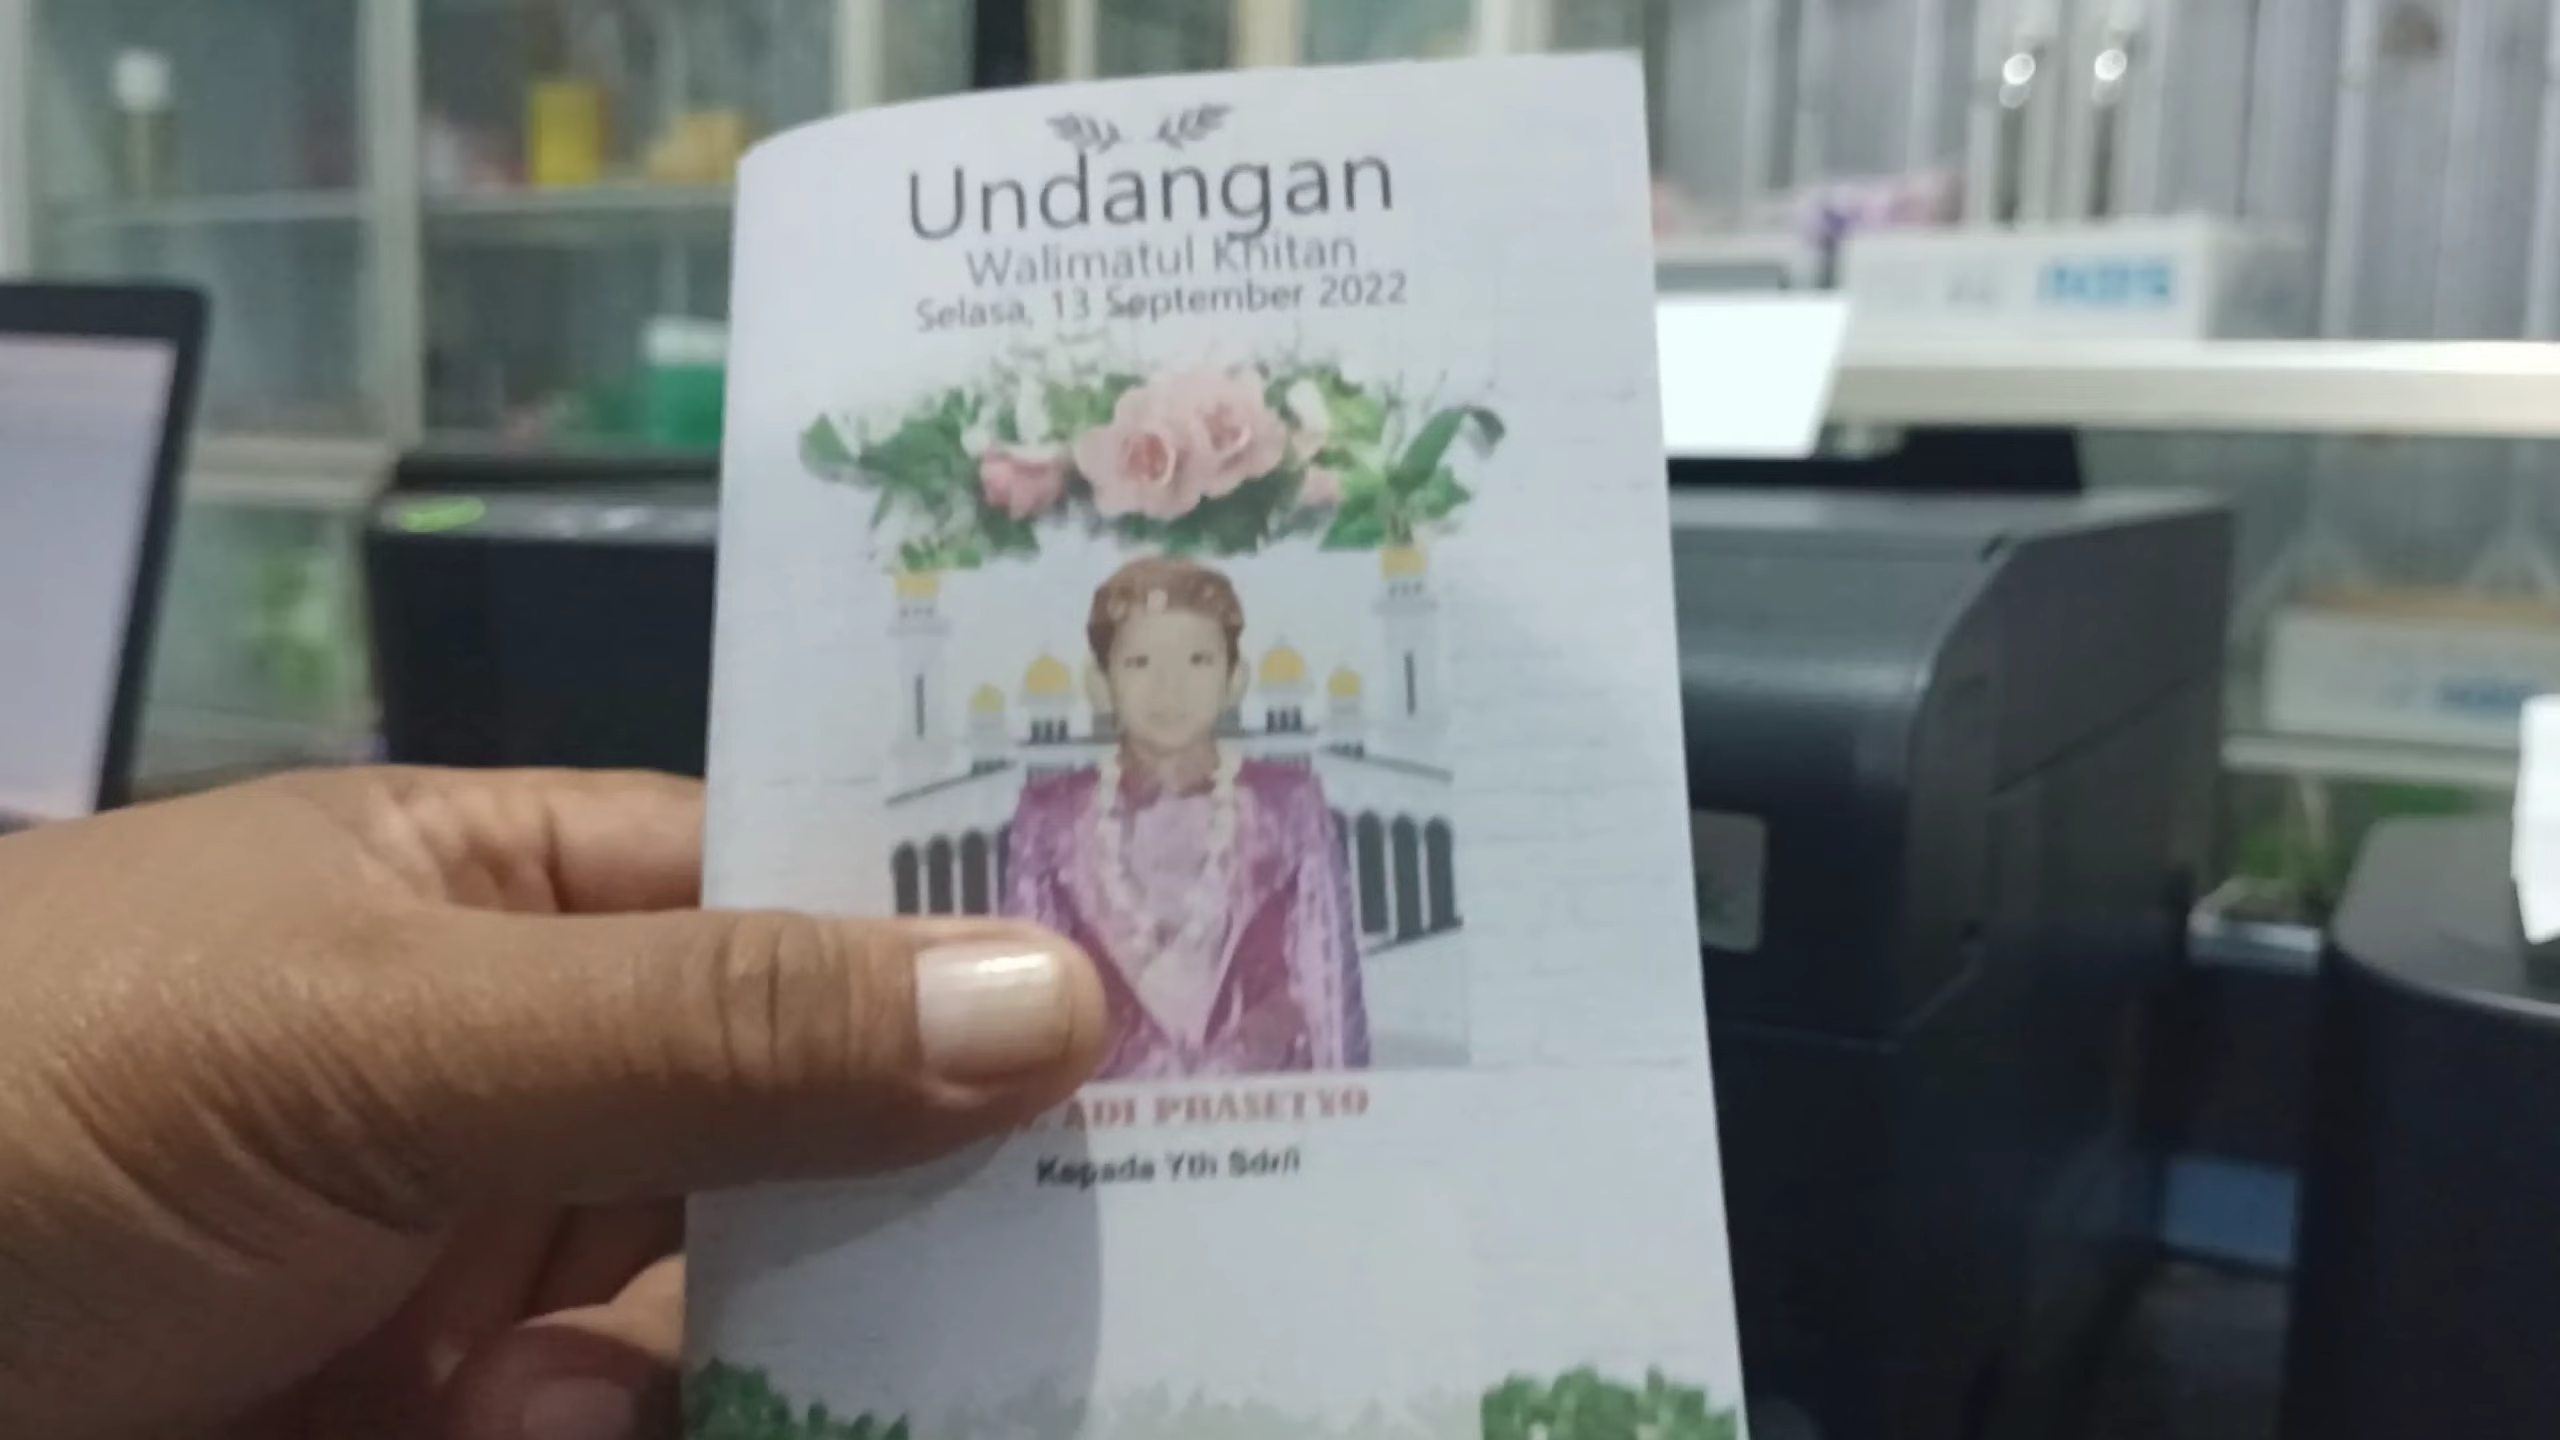 Undangan
Walimatul Khitan
Selasa, 13 September 2022
ADI PRASETYO
Kepada Yth Sdr/i